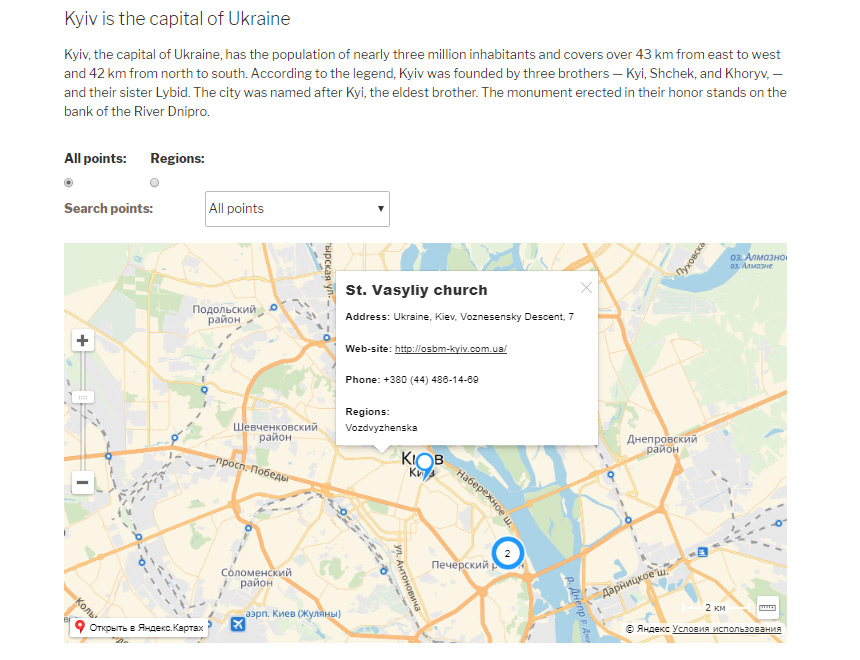 Kyiv is the capital of Ukraine
Kyiv, the capital of Ukraine, has the population of nearly three million inhabitants and covers over 43 km from east to west
and 42 km from north to south. According to the legend, Kyiv was founded by three brothers — Kyi, Shchek, and Khoryv, —
and their sister Lybid. The city was named after Kyi, the eldest brother. The monument erected in their honor stands on the
bank of the River Dnipro.
All points:
Regions:
Search points:
All points
St. Vasyliy church
Address: Ukraine, Kiev, Voznesensky Descent, 7
Web-site: http://osbm-kyiv.com.ua/
Phone: +380 (44) 486-14-69
Regions:
Vozdvyzhenska
оз. Алмазно
оз. Алмазне
Подольский
район
Шевченковский
район
просп. Победы
Днепровский
район
Набережное ш.
2
Печерский
ул. Антоновича
Соломенский
район
Дарницкое ш.
р. Днепр
аэрп. Киев (Жуляны)
2 км
Открыть в Яндекс.Картах
© Яндекс Условия использования